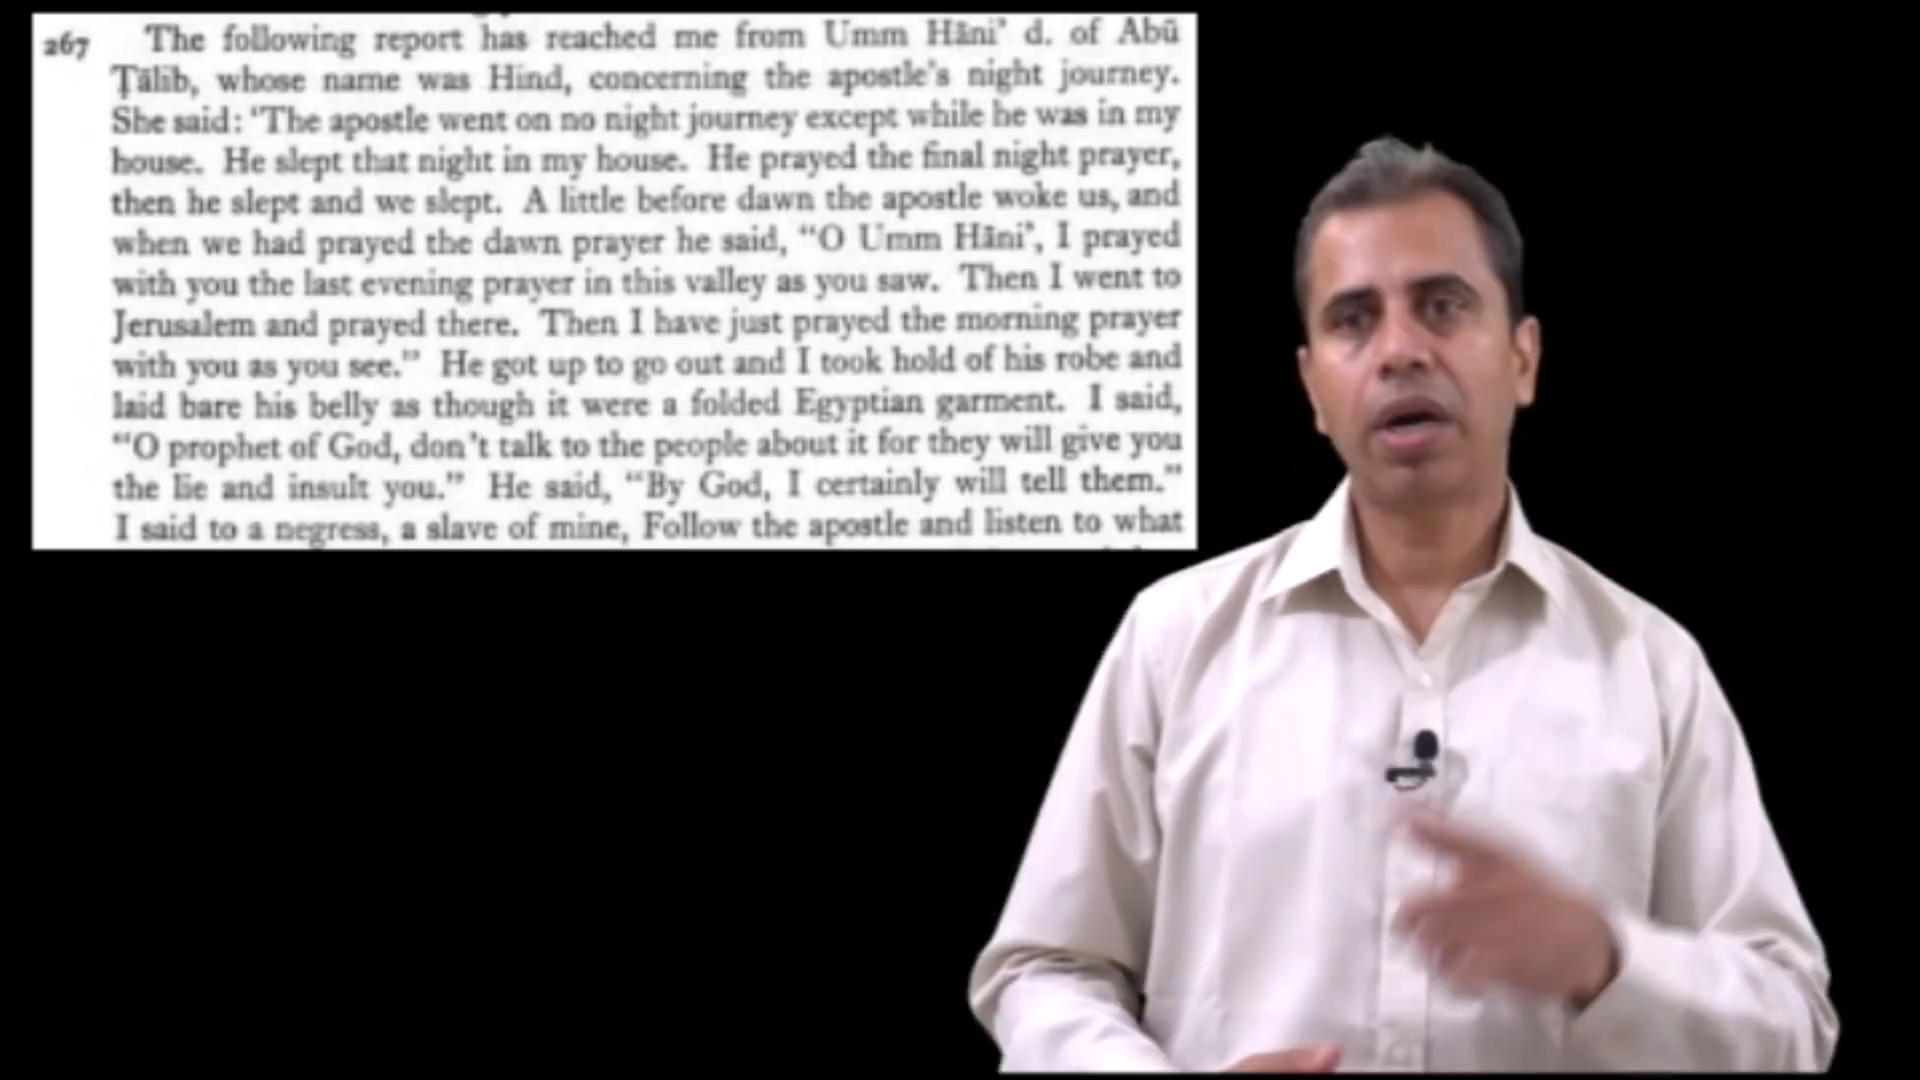 267 The following report has reached me from Umm Hāni’ d. of Abū
Ṭālib, whose name was Hind, concerning the apostle’s night journey.
She said: ‘The apostle went on no night journey except while he was in my
house. He slept that night in my house. He prayed the final night prayer,
then he slept and we slept. A little before dawn the apostle woke us, and
when we had prayed the dawn prayer he said, “O Umm Hāni’, I prayed
with you the last evening prayer in this valley as you saw. Then I went to
Jerusalem and prayed there. Then I have just prayed the morning prayer
with you as you see.” He got up to go out and I took hold of his robe and
laid bare his belly as though it were a folded Egyptian garment. I said,
“O prophet of God, don’t talk to the people about it for they will give you
the lie and insult you.” He said, “By God, I certainly will tell them.”
I said to a negress, a slave of mine, Follow the apostle and listen to what